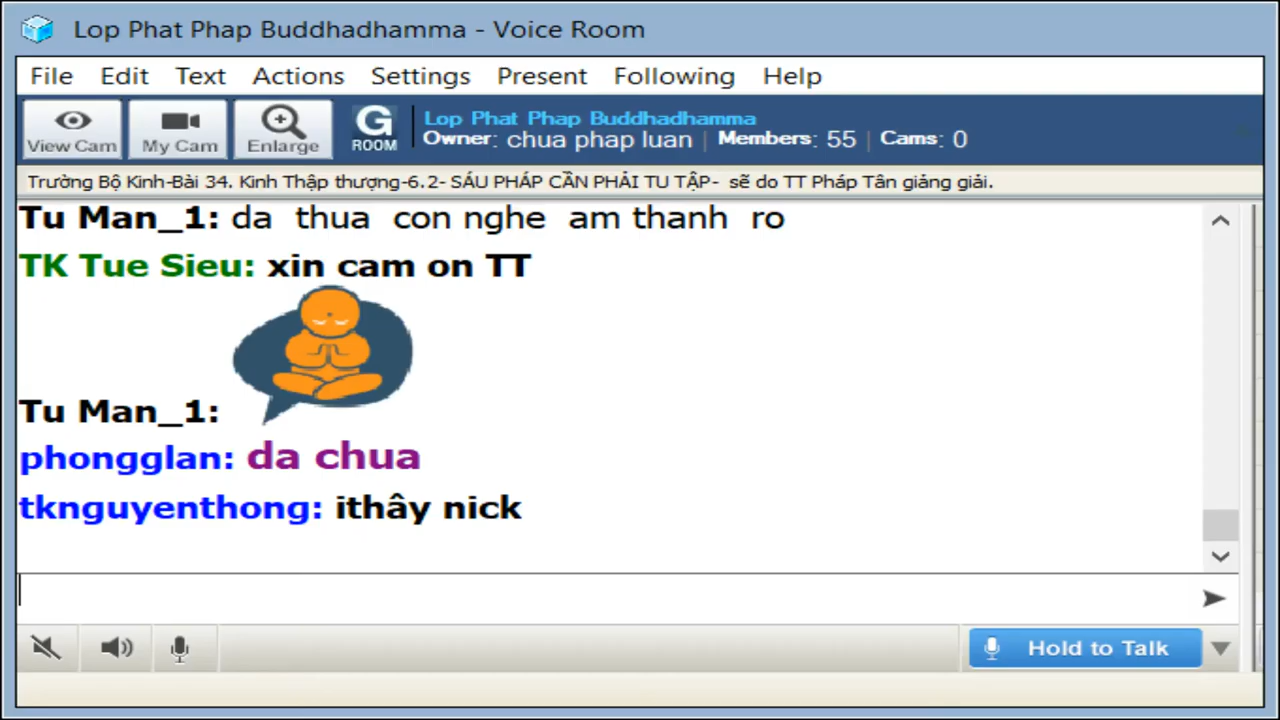 Lop Phat Phap Buddhadhamma - Voice Room
File Edit Text Actions Settings Present Following Help
View Cam My Cam Enlarge G ROOM
Lop Phat Phap Buddhadhamma
Owner: chua phap luan | Members: 55 | Cams: 0
Trường Bộ Kinh-Bài 34. Kinh Thập thượng-6.2- SÁU PHÁP CẦN PHẢI TU TẬP- sẽ do TT Pháp Tân giảng giải.
Tu Man_1: da thua con nghe am thanh ro
TK Tue Sieu: xin cam on TT
Tu Man_1:
phongglan: da chua
tknguyenthong: ithây nick
Hold to Talk